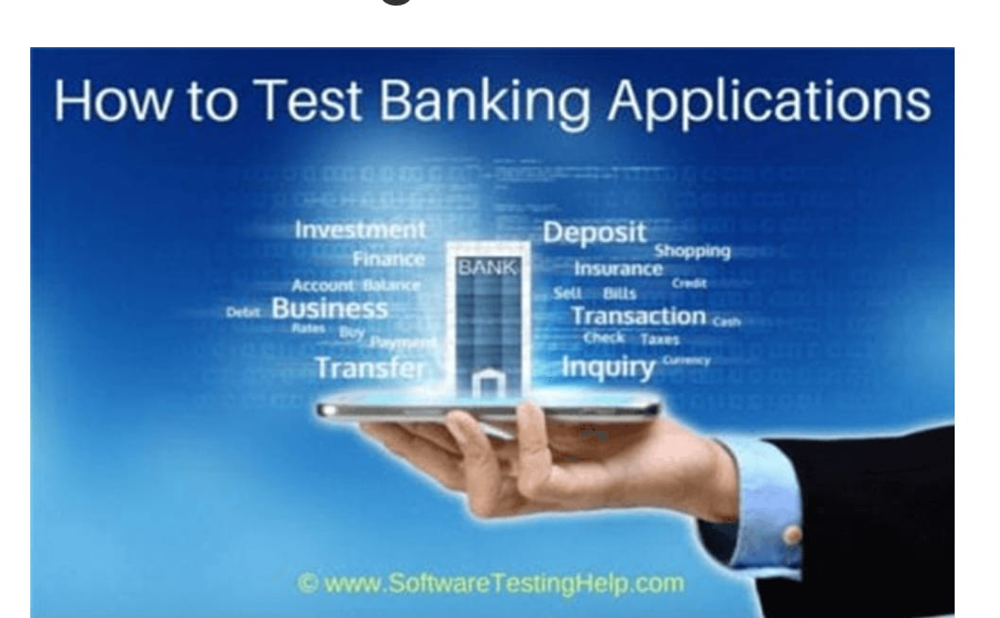 How to Test Banking Applications
Investment
Finance
Account Balance
Debit Business
Rates Buy Payment
Transfer
BANK
Deposit
Shopping
Insurance
Credit
Sell Bills
Transaction Cash
Check Taxes
Inquiry Currency
© www.SoftwareTestingHelp.com